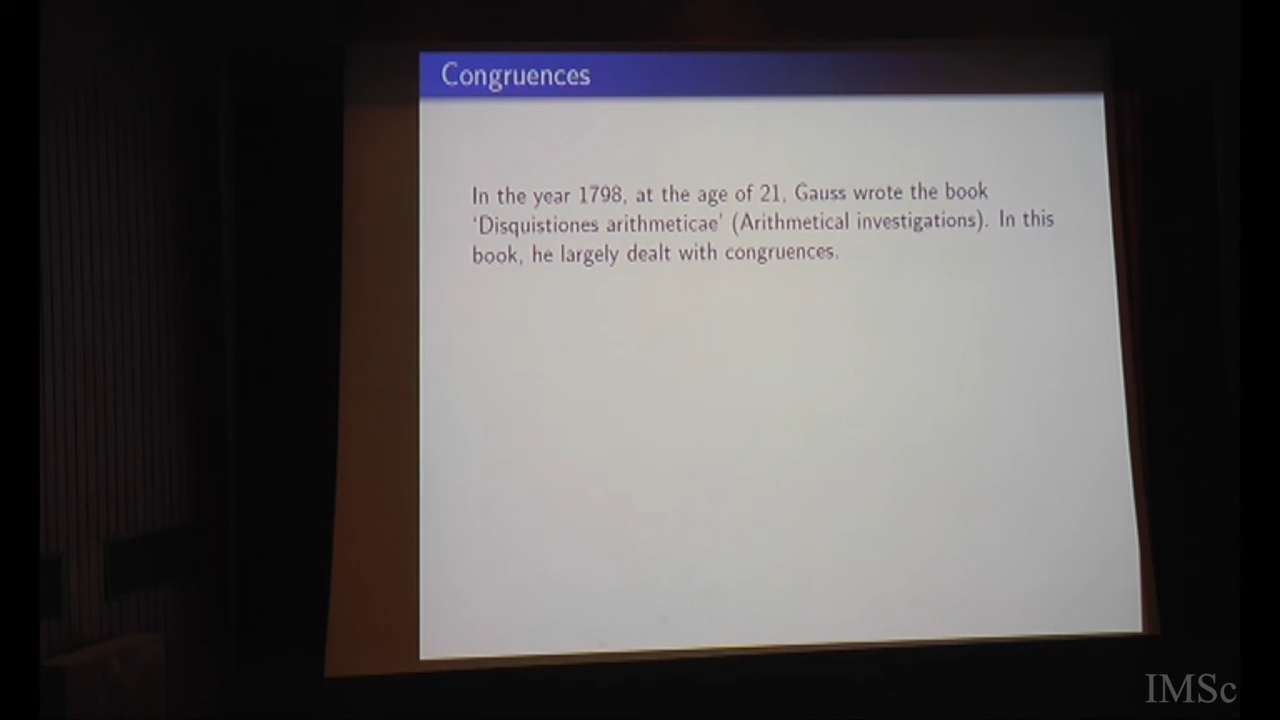 Congruences
In the year 1798, at the age of 21, Gauss wrote the book
‘Disquistiones arithmeticae’ (Arithmetical investigations). In this
book, he largely dealt with congruences.
IMSc